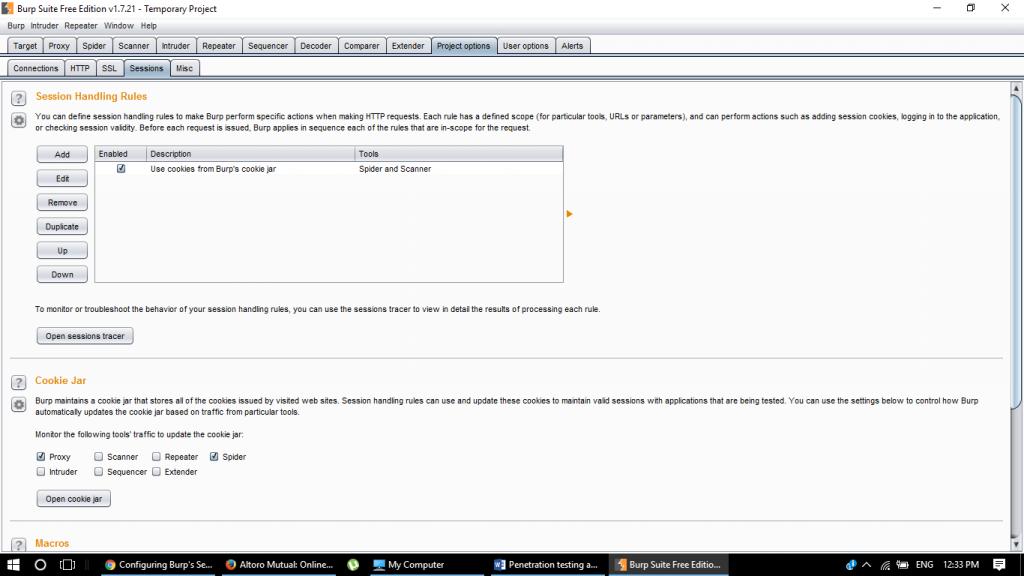 Burp Suite Free Edition v1.7.21 - Temporary Project
Burp Intruder Repeater Window Help
Target Proxy Spider Scanner Intruder Repeater Sequencer Decoder Comparer Extender Project options User options Alerts
Connections HTTP SSL Sessions Misc
? Session Handling Rules
You can define session handling rules to make Burp perform specific actions when making HTTP requests. Each rule has a defined scope (for particular tools, URLs or parameters), and can perform actions such as adding session cookies, logging in to the application,
or checking session validity. Before each request is issued, Burp applies in sequence each of the rules that are in-scope for the request.
Add Enabled Description Tools
Use cookies from Burp's cookie jar Spider and Scanner
Edit
Remove
Duplicate
Up
Down
To monitor or troubleshoot the behavior of your session handling rules, you can use the sessions tracer to view in detail the results of processing each rule.
Open sessions tracer
? Cookie Jar
Burp maintains a cookie jar that stores all of the cookies issued by visited web sites. Session handling rules can use and update these cookies to maintain valid sessions with applications that are being tested. You can use the settings below to control how Burp
automatically updates the cookie jar based on traffic from particular tools.
Monitor the following tools' traffic to update the cookie jar:
Proxy Scanner Repeater Spider
Intruder Sequencer Extender
Open cookie jar
? Macros
Configuring Burp's Se... Altoro Mutual: Online... My Computer Penetration testing a... Burp Suite Free Editio... ENG 12:33 PM